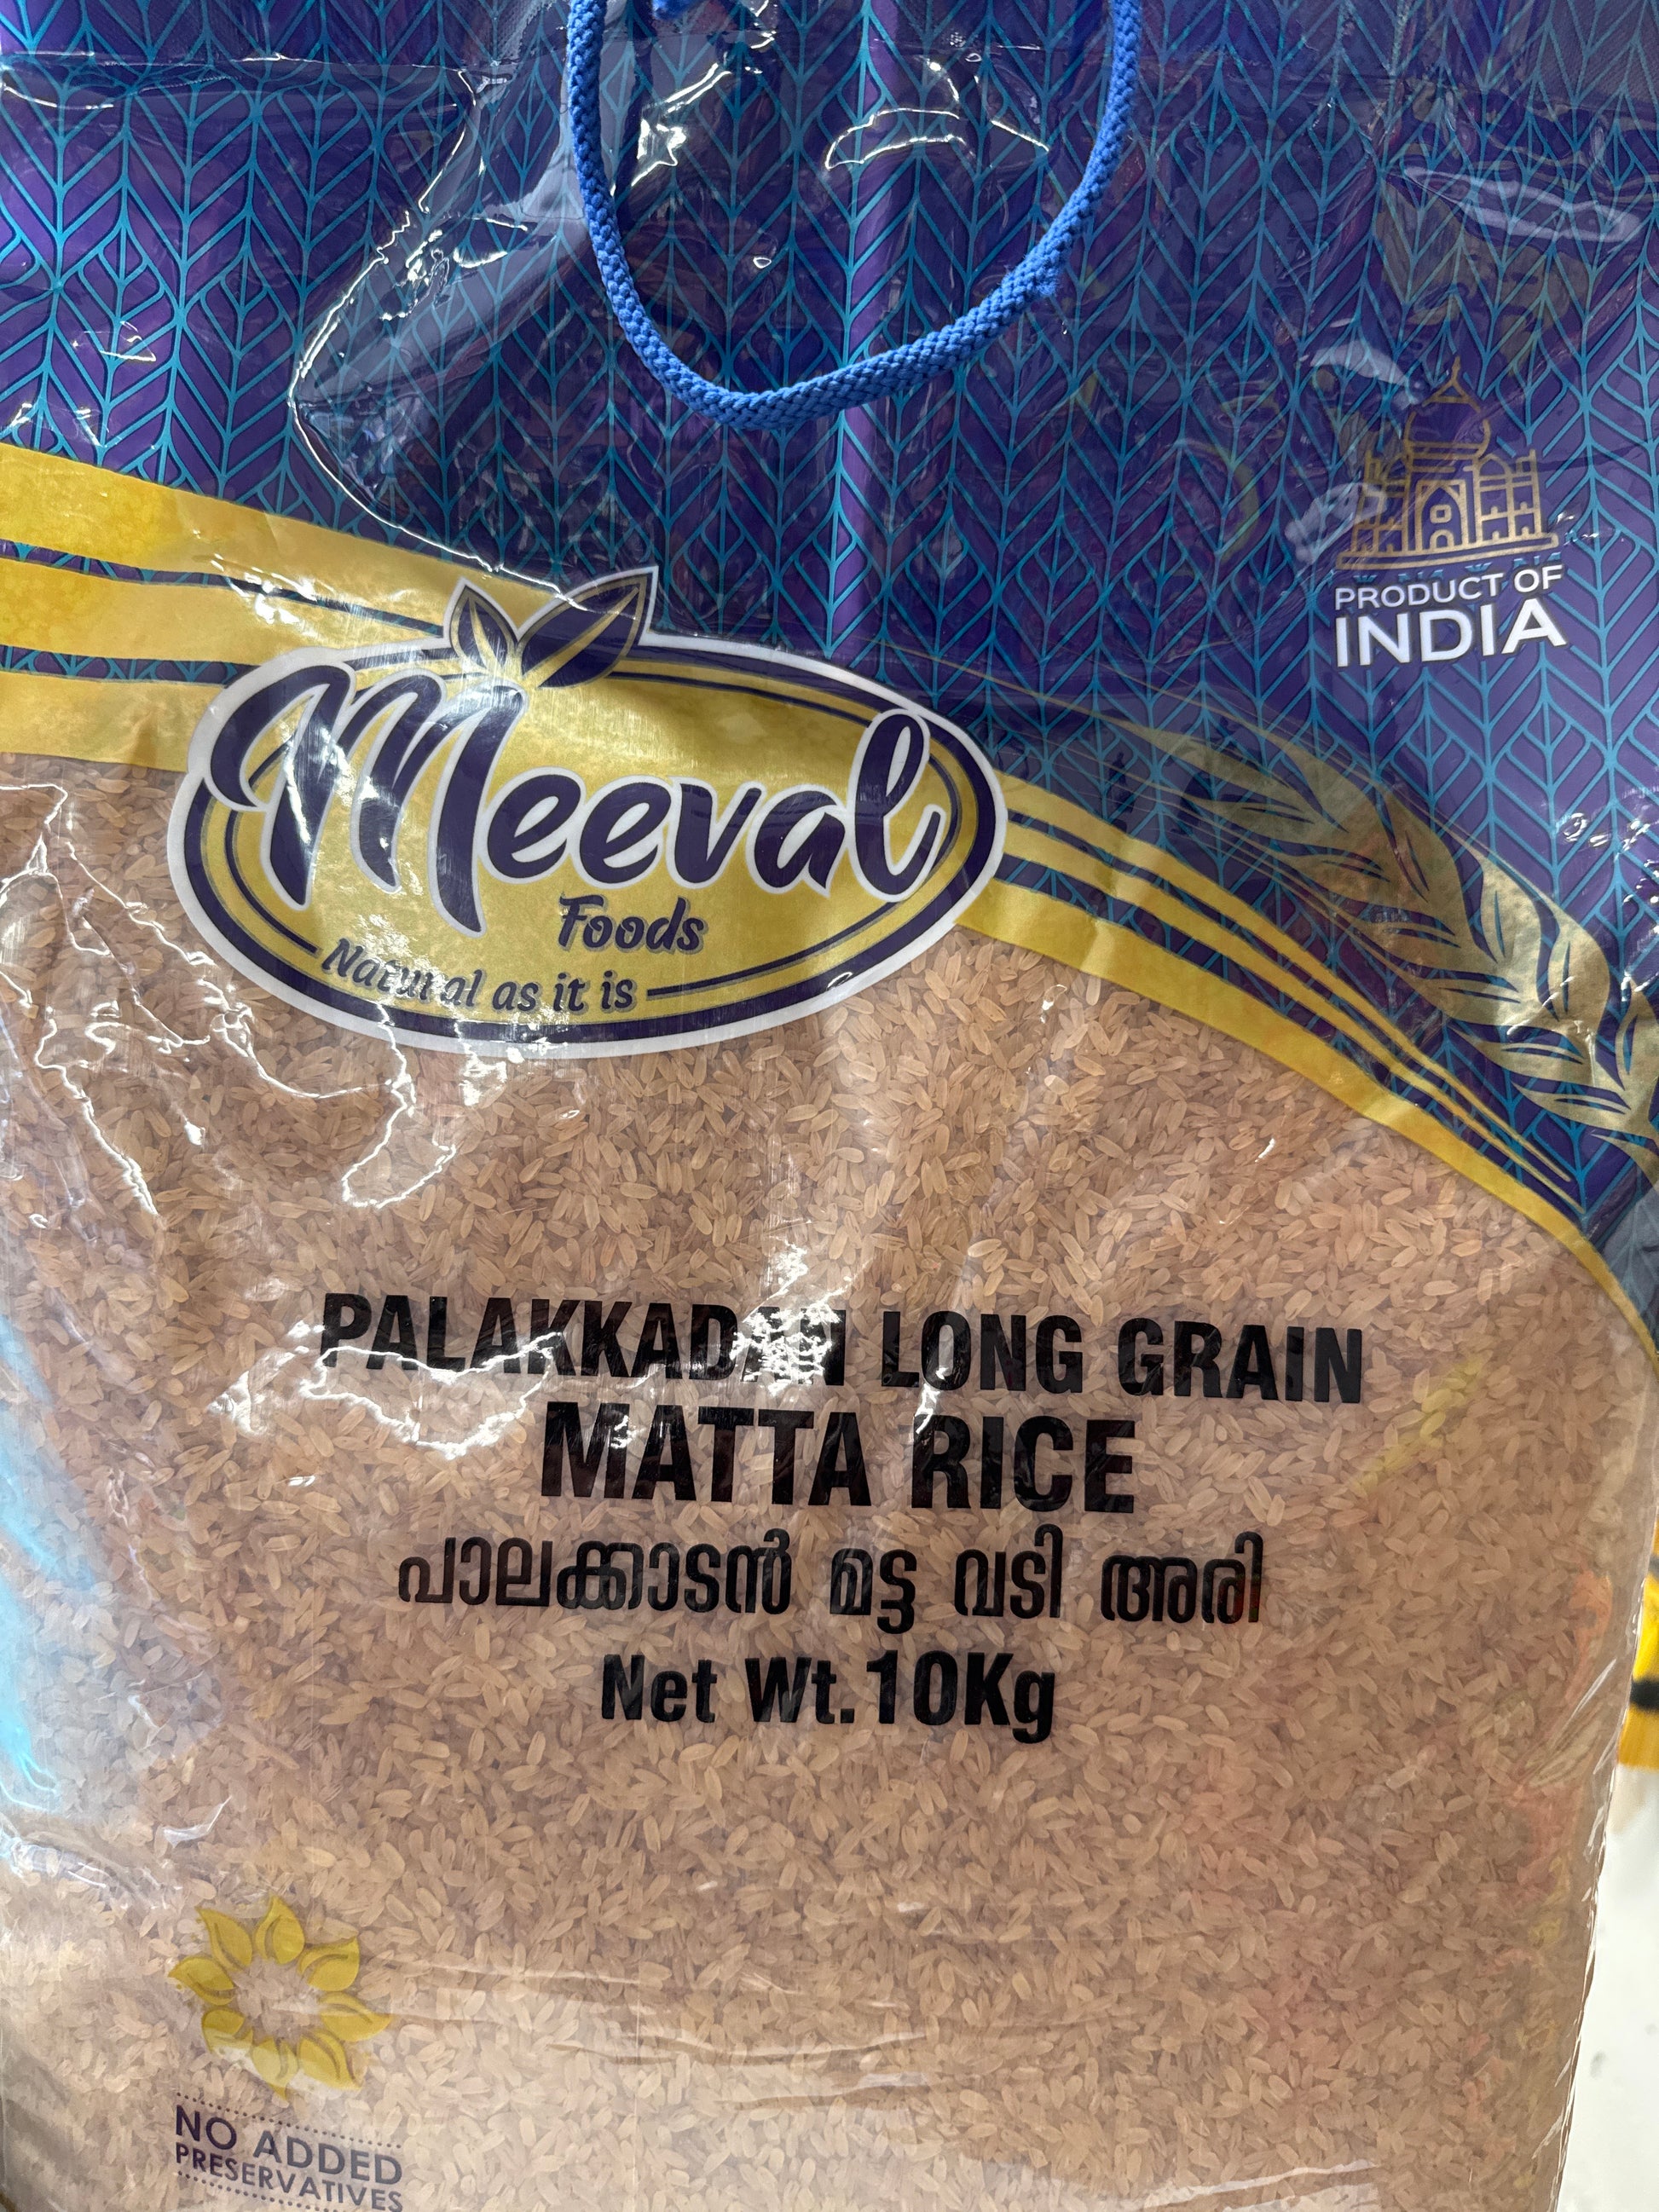 PRODUCT OF
INDIA
Meeval
Foods
Natural as it is
PALAKKADAN LONG GRAIN
MATTA RICE
പാലക്കാടൻ മട്ട വടി അരി
Net Wt.10Kg
NO ADDED
PRESERVATIVES